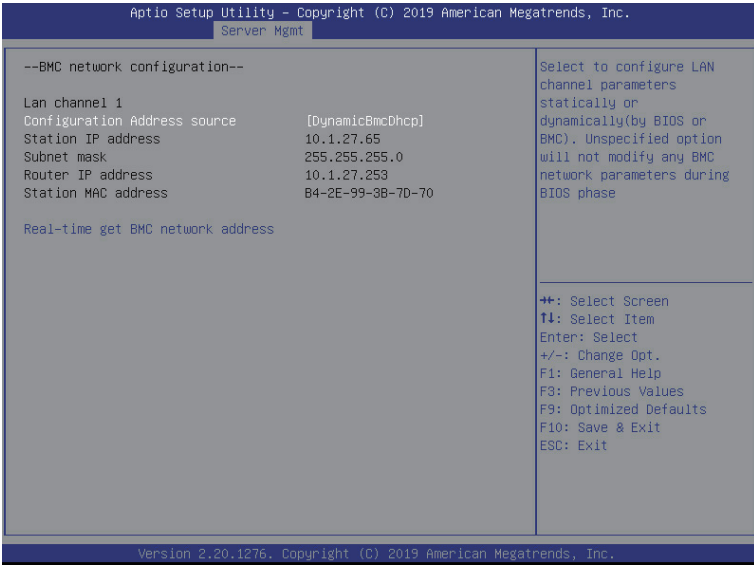 Aptio Setup Utility – Copyright (C) 2019 American Megatrends, Inc.
Server Mgmt
--BMC network configuration--
Lan channel 1
Configuration Address source [DynamicBmcDhcp]
Station IP address 10.1.27.65
Subnet mask 255.255.255.0
Router IP address 10.1.27.253
Station MAC address B4-2E-99-3B-7D-70
Real-time get BMC network address
Select to configure LAN
channel parameters
statically or
dynamically(by BIOS or
BMC). Unspecified option
will not modify any BMC
network parameters during
BIOS phase
→←: Select Screen
↑↓: Select Item
Enter: Select
+/-: Change Opt.
F1: General Help
F3: Previous Values
F9: Optimized Defaults
F10: Save & Exit
ESC: Exit
Version 2.20.1276. Copyright (C) 2019 American Megatrends, Inc.